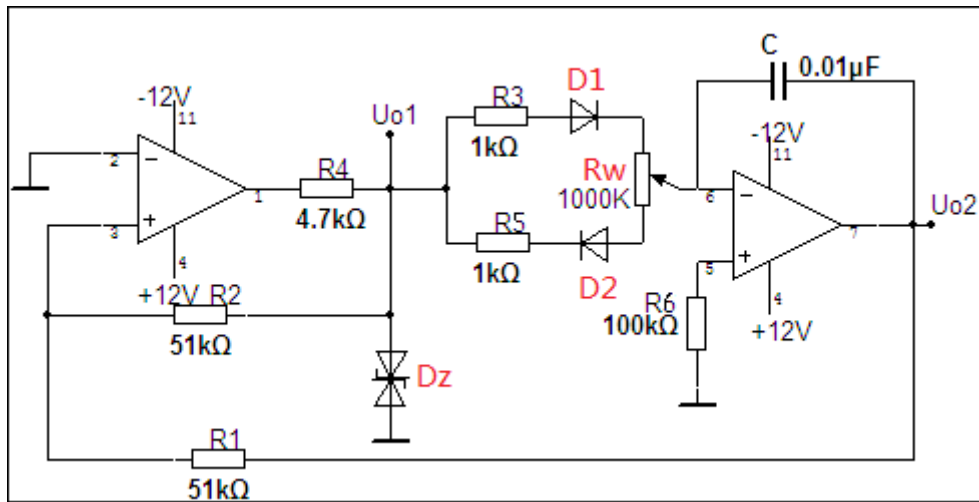 C
0.01μF
D1
Uo1
R3
-12V
11
-12V
11
1kΩ
2
R4
1
Rw
1000K
6
4.7kΩ
R5
Uo2
7
3
1kΩ
D2
5
4
4
+12V
R2
R6
100kΩ
+12V
51kΩ
Dz
R1
51kΩ